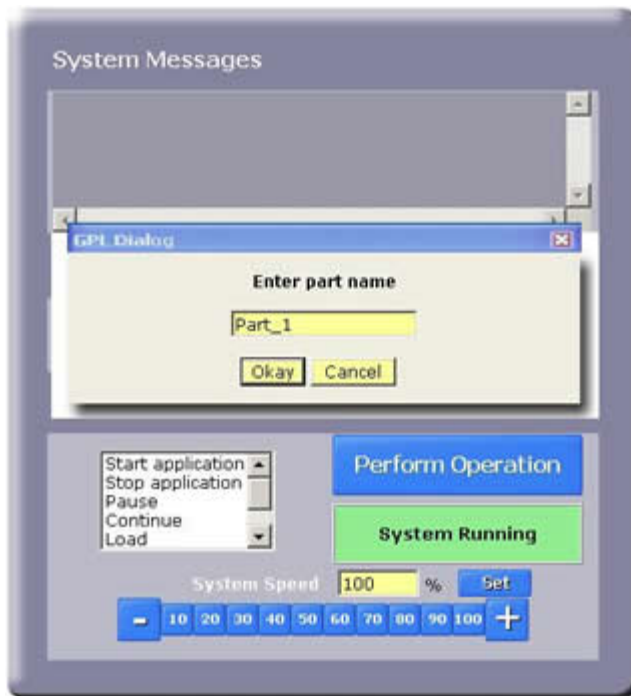 System Messages
GPL Dialog
Enter part name
Part_1
Okay Cancel
Start application
Stop application
Pause
Continue
Load
Perform Operation
System Running
System Speed 100 % Set
- 10 20 30 40 50 60 70 80 90 100 +